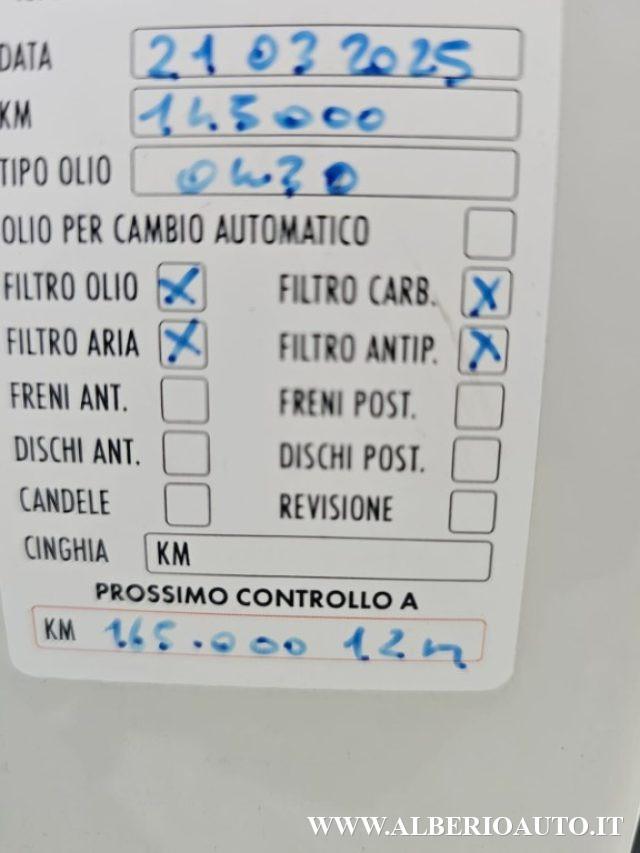 DATA 21 03 2025
KM 145000
TIPO OLIO 0W30
OLIO PER CAMBIO AUTOMATICO
FILTRO OLIO X FILTRO CARB. X
FILTRO ARIA X FILTRO ANTIP. X
FRENI ANT. FRENI POST.
DISCHI ANT. DISCHI POST.
CANDELE REVISIONE
CINGHIA KM
PROSSIMO CONTROLLO A
KM 165.000 12m
WWW.ALBERIOAUTO.IT